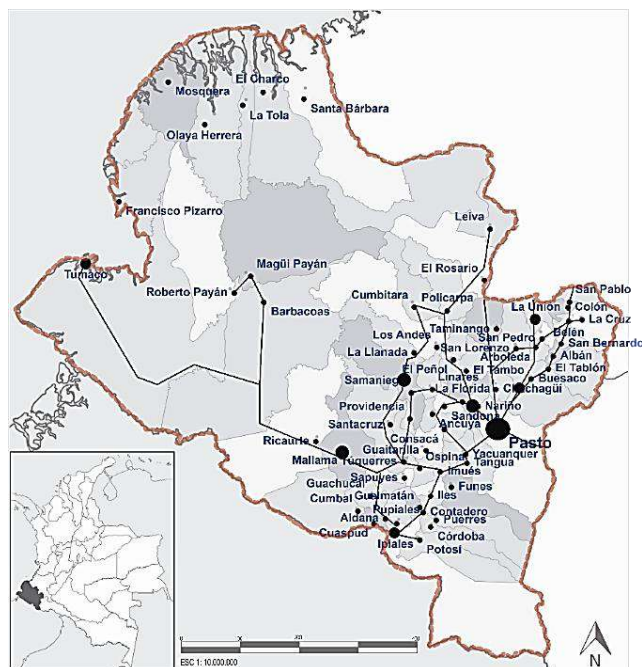 El Charco
Mosquera
Santa Bárbara
La Tola
Olaya Herrera
Francisco Pizarro
Leiva
Tumaco
Magüi Payán
El Rosario
Roberto Payán
Cumbitara
Policarpa
San Pablo
Barbacoas
La Unión
Colón
Taminango
La Cruz
Los Andes
San Pedro
Belén
San Bernardo
La Llanada
San Lorenzo
Arboleda
Albán
El Peñol
El Tambo
El Tablón
Samaniego
Linares
Buesaco
La Florida
Chachagüi
Providencia
Nariño
Sandoná
Santacruz
Ancuya
Consacá
Pasto
Ricaurte
Guaitarilla
Ospina
Yacuanquer
Mallama
Túquerres
Imués
Tangua
Sapuyes
Guachucal
Funes
Cumbal
Gualmatán
Iles
Pupiales
Contadero
Aldana
Puerres
Cuaspud
Córdoba
Ipiales
Potosí
ESC 1: 10.000.000
N